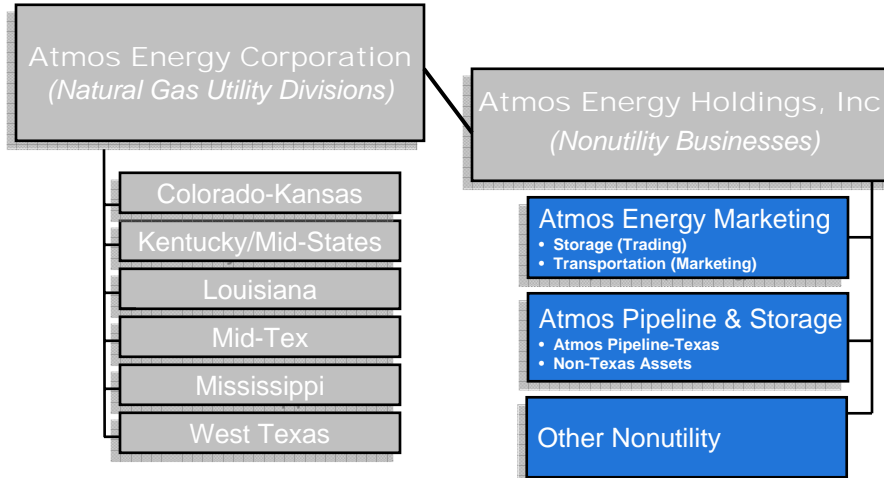 Atmos Energy Corporation
(Natural Gas Utility Divisions)
Atmos Energy Holdings, Inc
(Nonutility Businesses)
Colorado-Kansas
Kentucky/Mid-States
Louisiana
Mid-Tex
Mississippi
West Texas
Atmos Energy Marketing
• Storage (Trading)
• Transportation (Marketing)
Atmos Pipeline & Storage
• Atmos Pipeline-Texas
• Non-Texas Assets
Other Nonutility